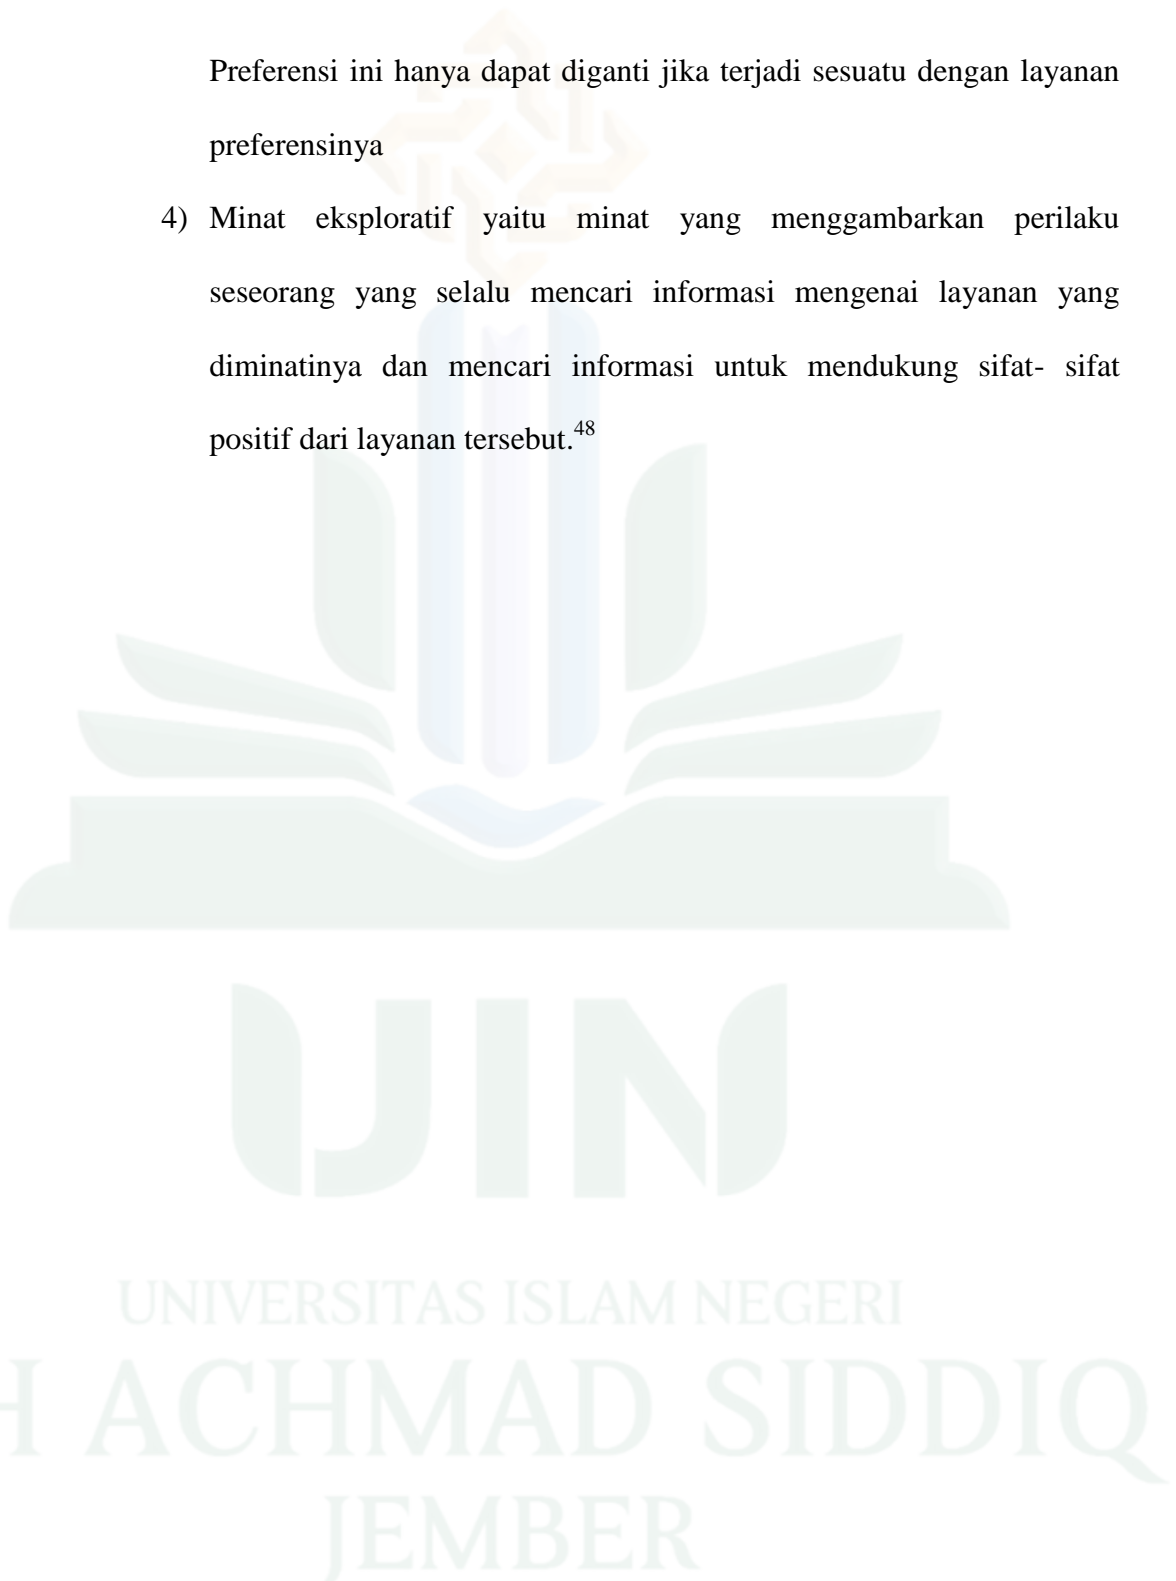 Preferensi ini hanya dapat diganti jika terjadi sesuatu dengan layanan
preferensinya
4) Minat eksploratif yaitu minat yang menggambarkan perilaku
seseorang yang selalu mencari informasi mengenai layanan yang
diminatinya dan mencari informasi untuk mendukung sifat- sifat
positif dari layanan tersebut.48
UIN
UNIVERSITAS ISLAM NEGERI
H ACHMAD SIDDIQ
JEMBER